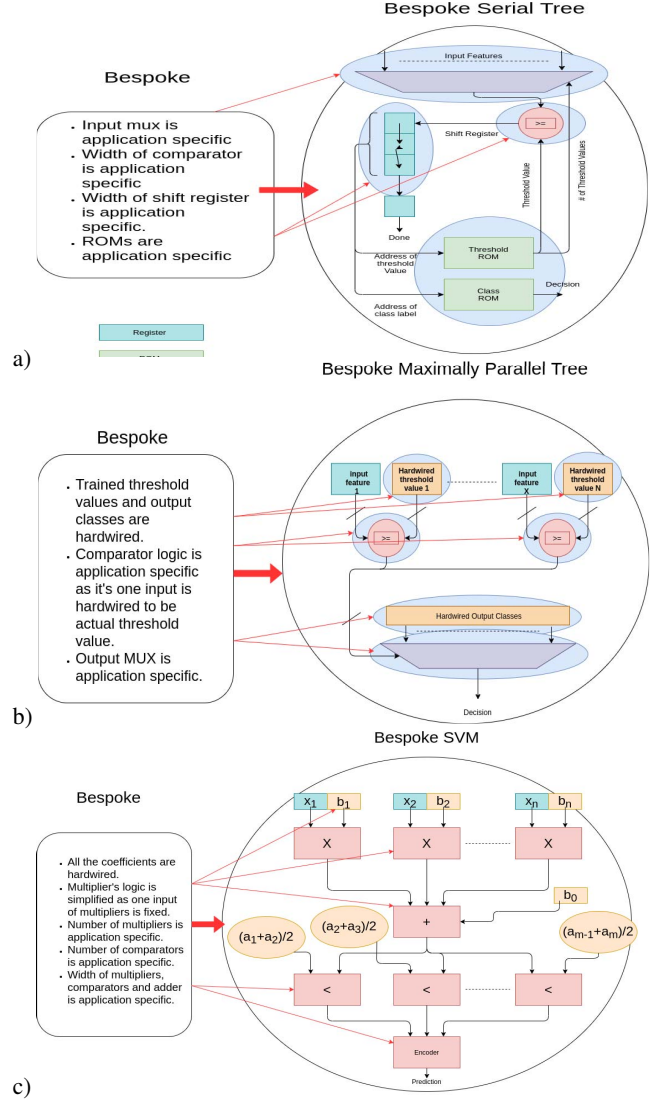 Bespoke Serial Tree
Bespoke
Input mux is
application specific
Width of comparator
is application
specific
Width of shift register
is application
specific.
ROMs are
application specific
Input Features
>=
Shift Register
Threshold Value
# of Threshold Values
Done
Address of
threshold
Value
Threshold
ROM
Class
ROM
Decision
Address of
class label
Register
a)
Bespoke Maximally Parallel Tree
Bespoke
Trained threshold
values and output
classes are
hardwired.
Comparator logic is
application specific
as it's one input is
hardwired to be
actual threshold
value.
Output MUX is
application specific.
input
feature
1
Hardwired
threshold
value 1
input
feature
X
Hardwired
threshold
value N
>=
>=
Hardwired Output Classes
Decision
b)
Bespoke SVM
Bespoke
All the coefficients are
hardwired.
Multiplier's logic is
simplified as one input
of multipliers is fixed.
Number of multipliers is
application specific.
Number of comparators
is application specific.
Width of multipliers,
comparators and adder
is application specific.
x₁ b₁ x₂ b₂ xₙ bₙ
X X X
b₀
+
(a₁+a₂)/2 (a₂+a₃)/2 (aₘ₋₁+aₘ)/2
< < <
Encoder
Prediction
c)